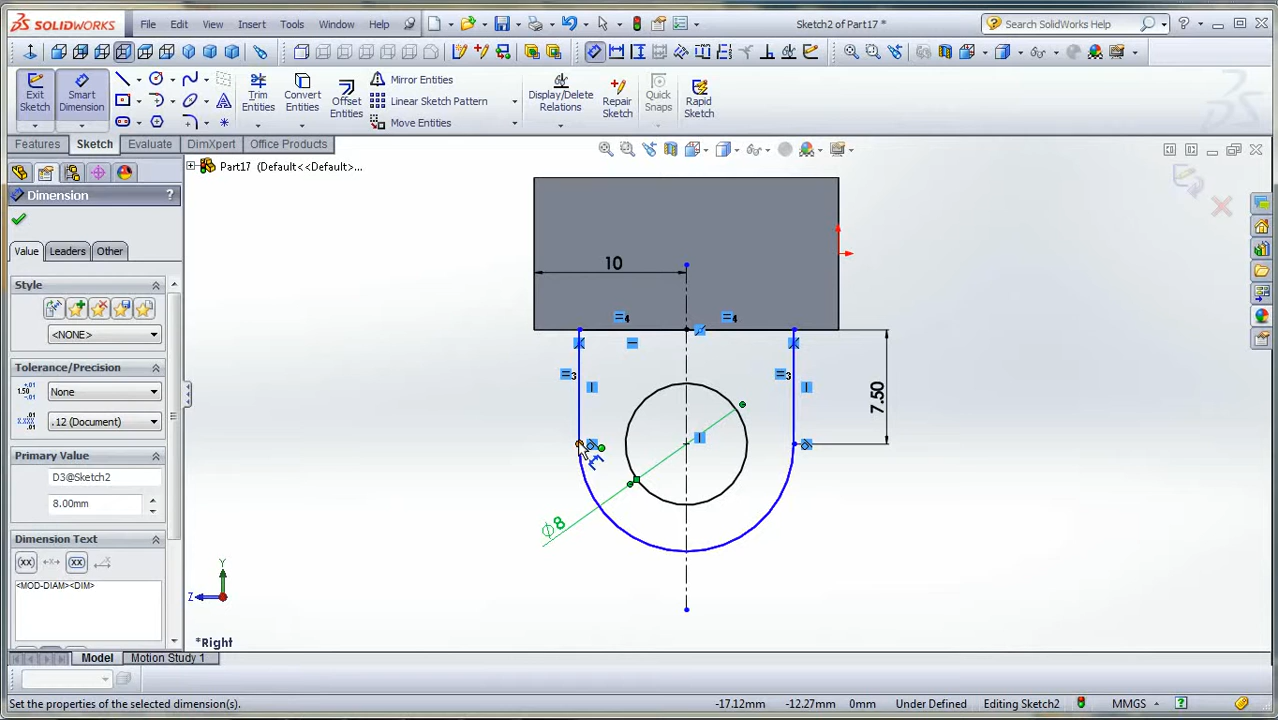 SOLIDWORKS File Edit View Insert Tools Window Help Sketch2 of Part17 * Search SolidWorks Help
Exit Sketch Smart Dimension Trim Entities Convert Entities Offset Entities Mirror Entities Linear Sketch Pattern Move Entities Display/Delete Relations Repair Sketch Quick Snaps Rapid Sketch
Features Sketch Evaluate DimXpert Office Products
Part17 (Default<<Default>...
Dimension ?
Value Leaders Other
Style
<NONE>
10
Tolerance/Precision
None
.12 (Document)
7.50
Primary Value
D3@Sketch2
8.00mm
ϕ8
Dimension Text
<MOD-DIAM><DIM>
Y
Z
*Right
Model Motion Study 1
Set the properties of the selected dimension(s). -17.12mm -12.27mm 0mm Under Defined Editing Sketch2 MMGS